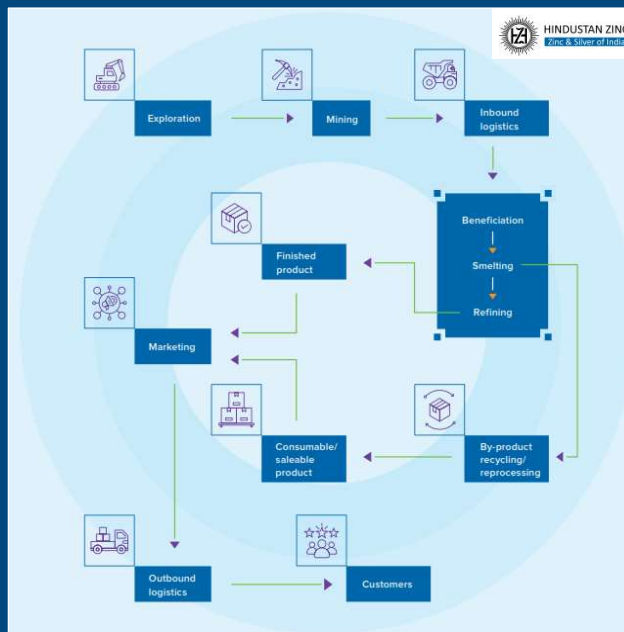 HINDUSTAN ZINC
Zinc & Silver of India
Exploration
Mining
Inbound
logistics
Beneficiation
Smelting
Refining
Finished
product
Marketing
Consumable/
saleable
product
By-product
recycling/
reprocessing
Outbound
logistics
Customers